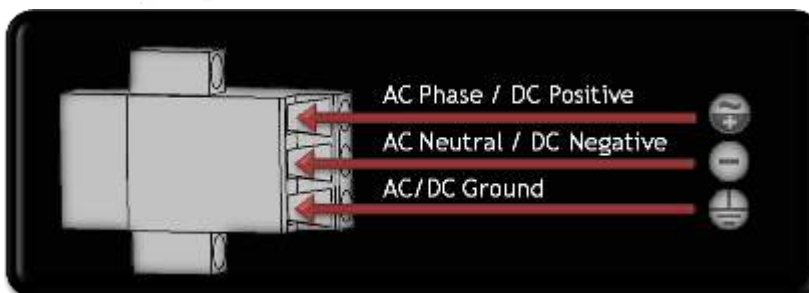 AC Phase / DC Positive
AC Neutral / DC Negative
AC/DC Ground